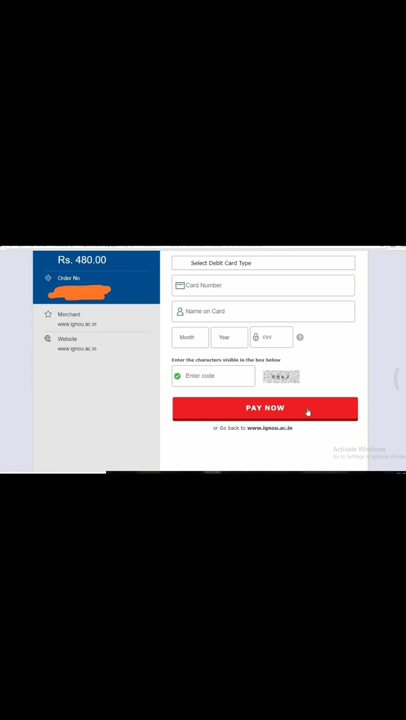 Rs. 480.00
Order No
Merchant
www.ignou.ac.in
Website
www.ignou.ac.in
Select Debit Card Type
Card Number
Name on Card
Month Year CVV ?
Enter the characters visible in the box below
Enter code
PAY NOW
or Go back to www.ignou.ac.in
Activate Windows
Go to Settings to activate Windows